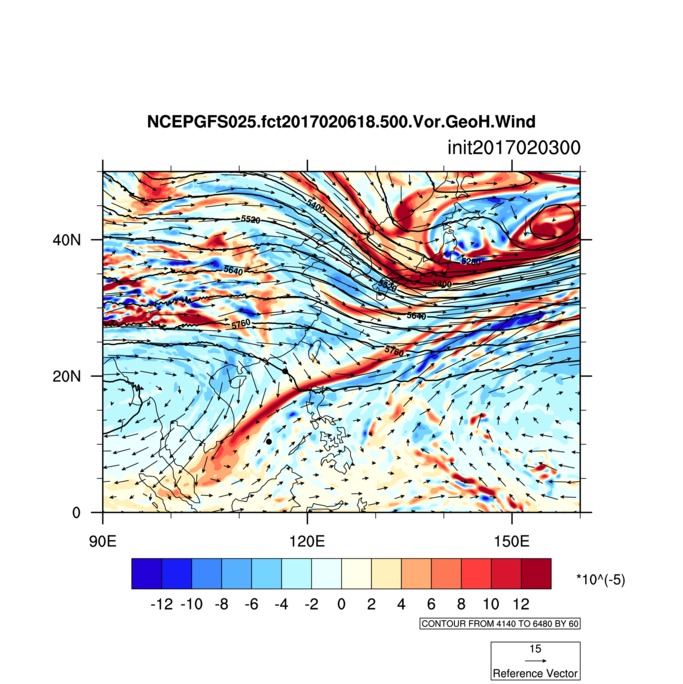 NCEPGFS025.fct2017020618.500.Vor.GeoH.Wind
init2017020300
5400
5520
40N
5280
5640
5520
5400
5640
5760
5760
20N
0
90E 120E 150E
-12 -10 -8 -6 -4 -2 0 2 4 6 8 10 12
*10^(-5)
CONTOUR FROM 4140 TO 6480 BY 60
15
Reference Vector